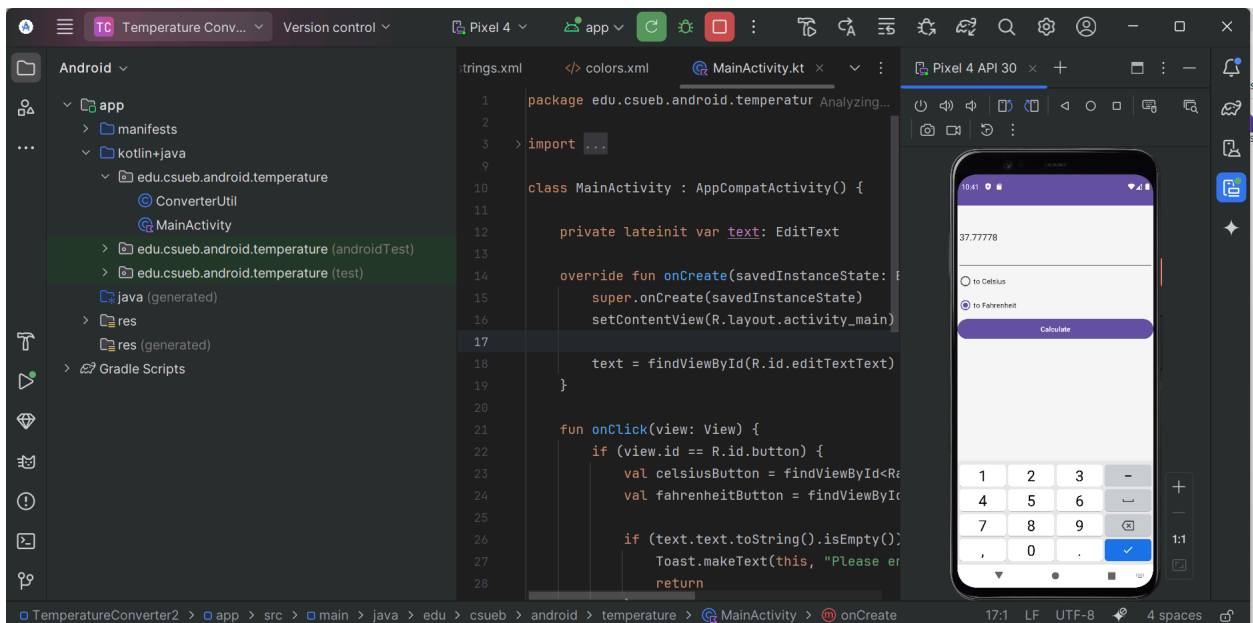 TC Temperature Conv... Version control Pixel 4 app
Android
app
manifests
kotlin+java
edu.csueb.android.temperature
ConverterUtil
MainActivity
edu.csueb.android.temperature (androidTest)
edu.csueb.android.temperature (test)
java (generated)
res
res (generated)
Gradle Scripts
trings.xml </> colors.xml MainActivity.kt
1 package edu.csueb.android.temperatur Analyzing...
2
3 import ...
9
10 class MainActivity : AppCompatActivity() {
11
12 private lateinit var text: EditText
13
14 override fun onCreate(savedInstanceState:
15 super.onCreate(savedInstanceState)
16 setContentView(R.layout.activity_main)
17
18 text = findViewById(R.id.editTextText)
19 }
20
21 fun onClick(view: View) {
22 if (view.id == R.id.button) {
23 val celsiusButton = findViewById<Ra
24 val fahrenheitButton = findViewById
25
26 if (text.text.toString().isEmpty())
27 Toast.makeText(this, "Please en
28 return
Pixel 4 API 30
10:41
37.77778
to Celsius
to Fahrenheit
Calculate
1 2 3 -
4 5 6
7 8 9
, 0 .
1:1
TemperatureConverter2 > app > src > main > java > edu > csueb > android > temperature > MainActivity > onCreate 17:1 LF UTF-8 4 spaces